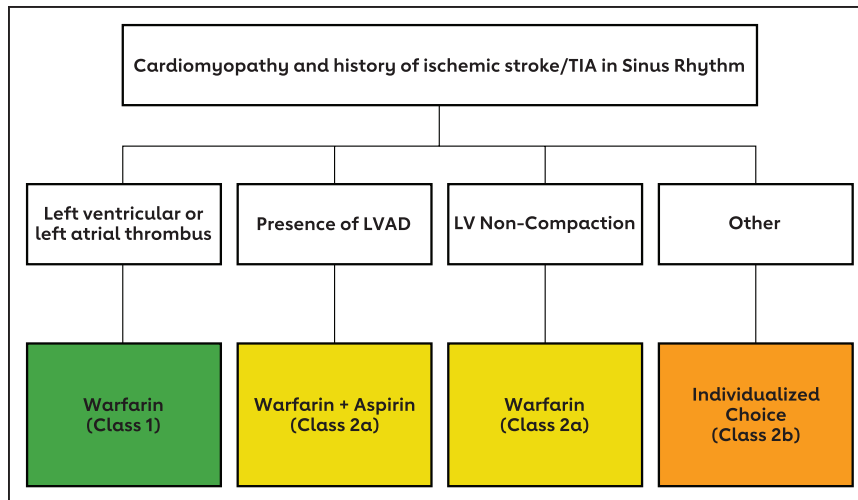 Cardiomyopathy and history of ischemic stroke/TIA in Sinus Rhythm
Left ventricular or
left atrial thrombus
Presence of LVAD
LV Non-Compaction
Other
Warfarin
(Class 1)
Warfarin + Aspirin
(Class 2a)
Warfarin
(Class 2a)
Individualized
Choice
(Class 2b)